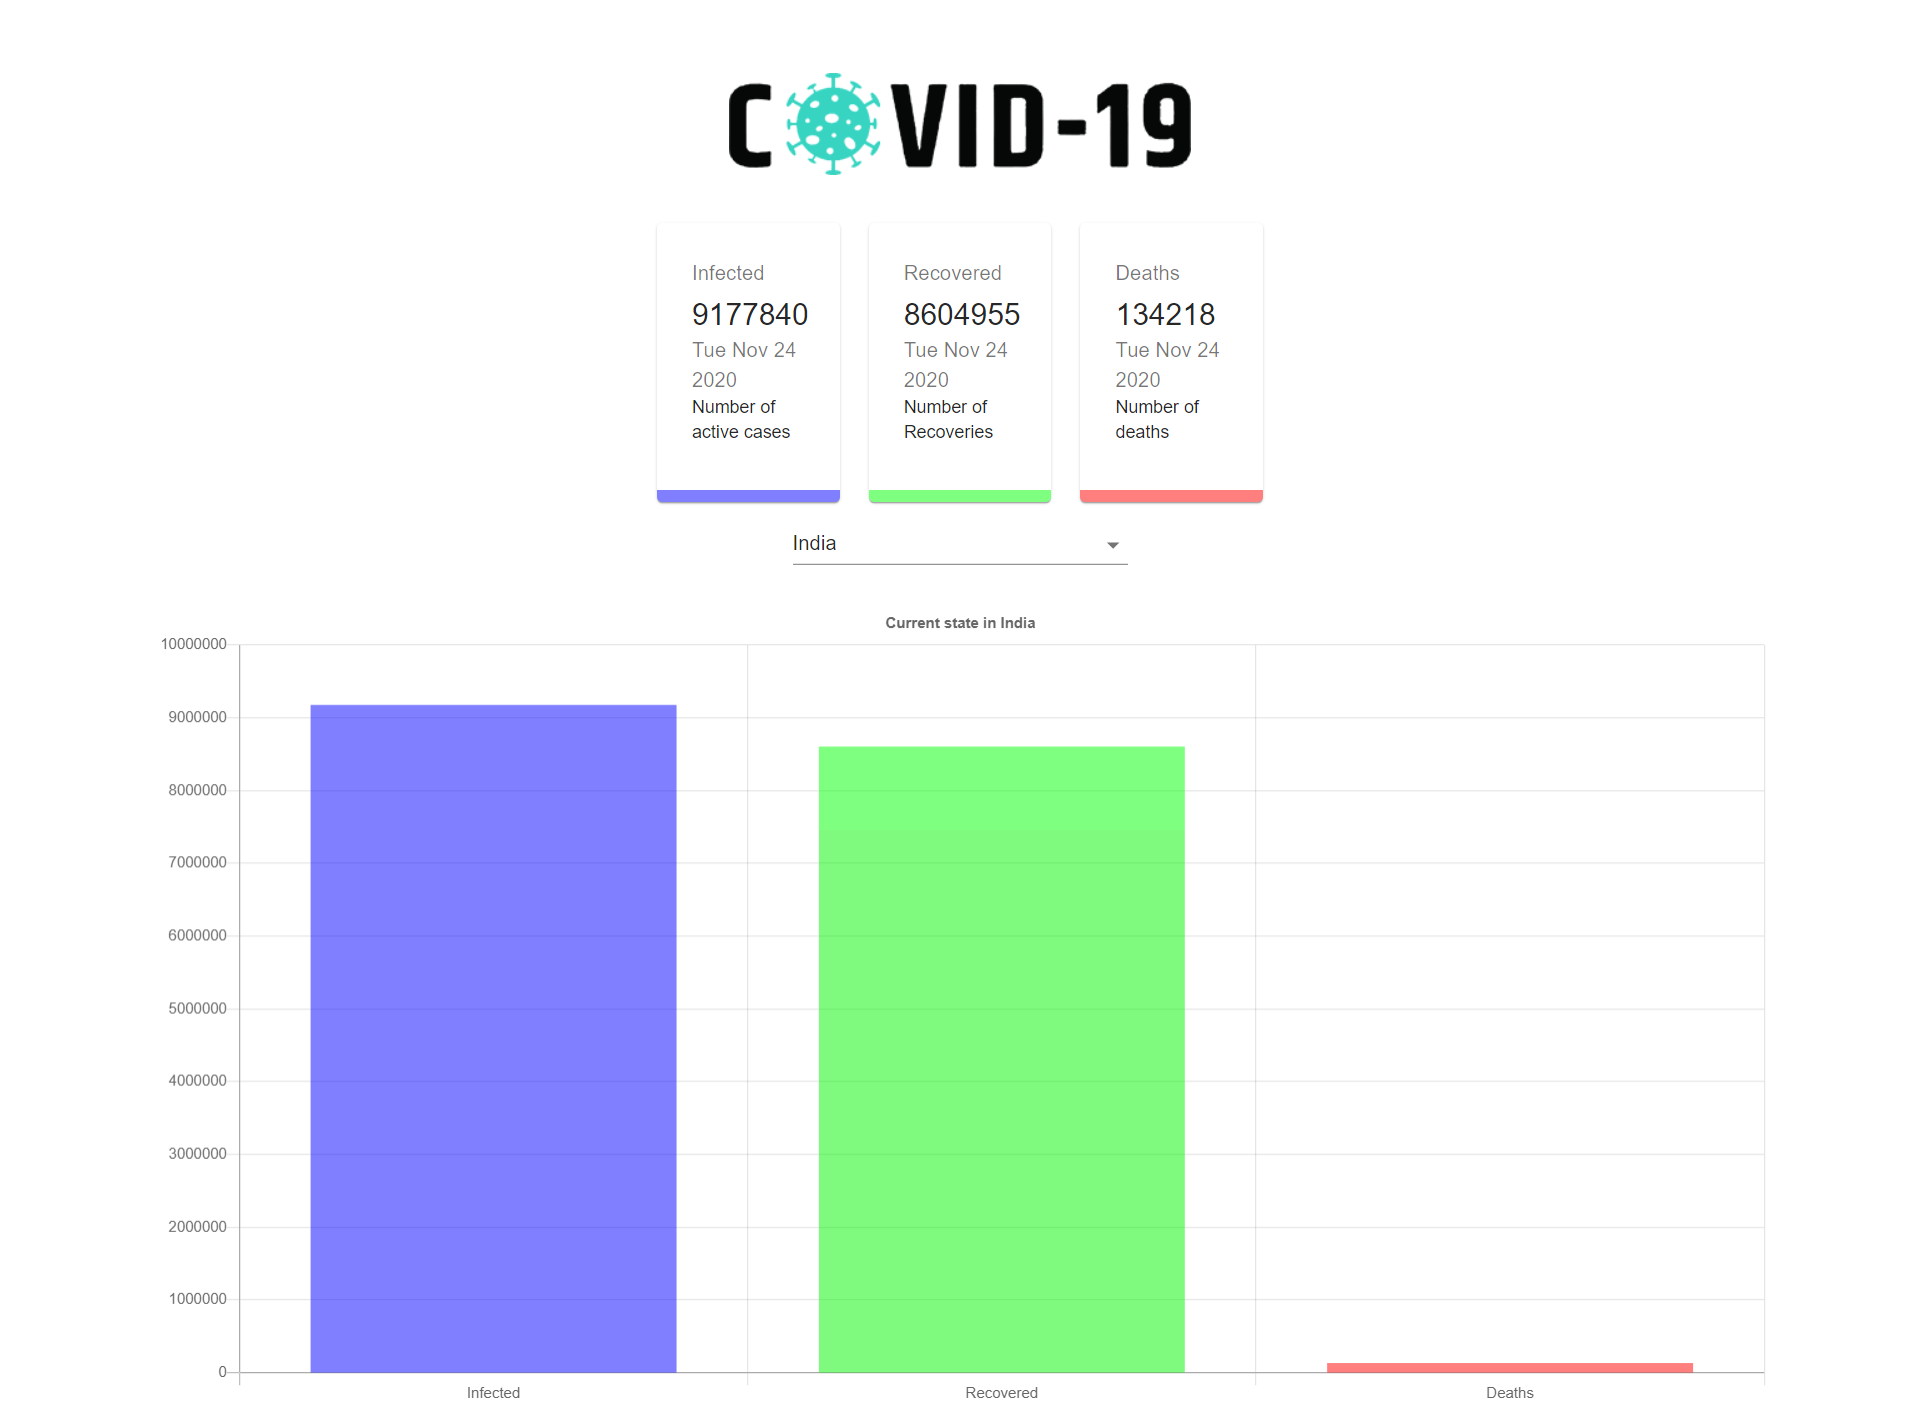 COVID-19
Infected
9177840
Tue Nov 24
2020
Number of
active cases
Recovered
8604955
Tue Nov 24
2020
Number of
Recoveries
Deaths
134218
Tue Nov 24
2020
Number of
deaths
India
Current state in India
10000000
9000000
8000000
7000000
6000000
5000000
4000000
3000000
2000000
1000000
0
Infected
Recovered
Deaths